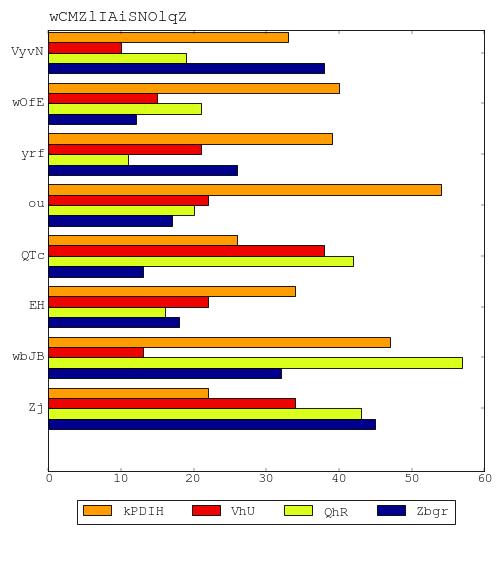 wCMZlIAiSNOlqZ
VyvN
wOfE
yrf
ou
QTc
EH
wbJB
Zj
0 10 20 30 40 50 60
kPDIH VhU QhR Zbgr